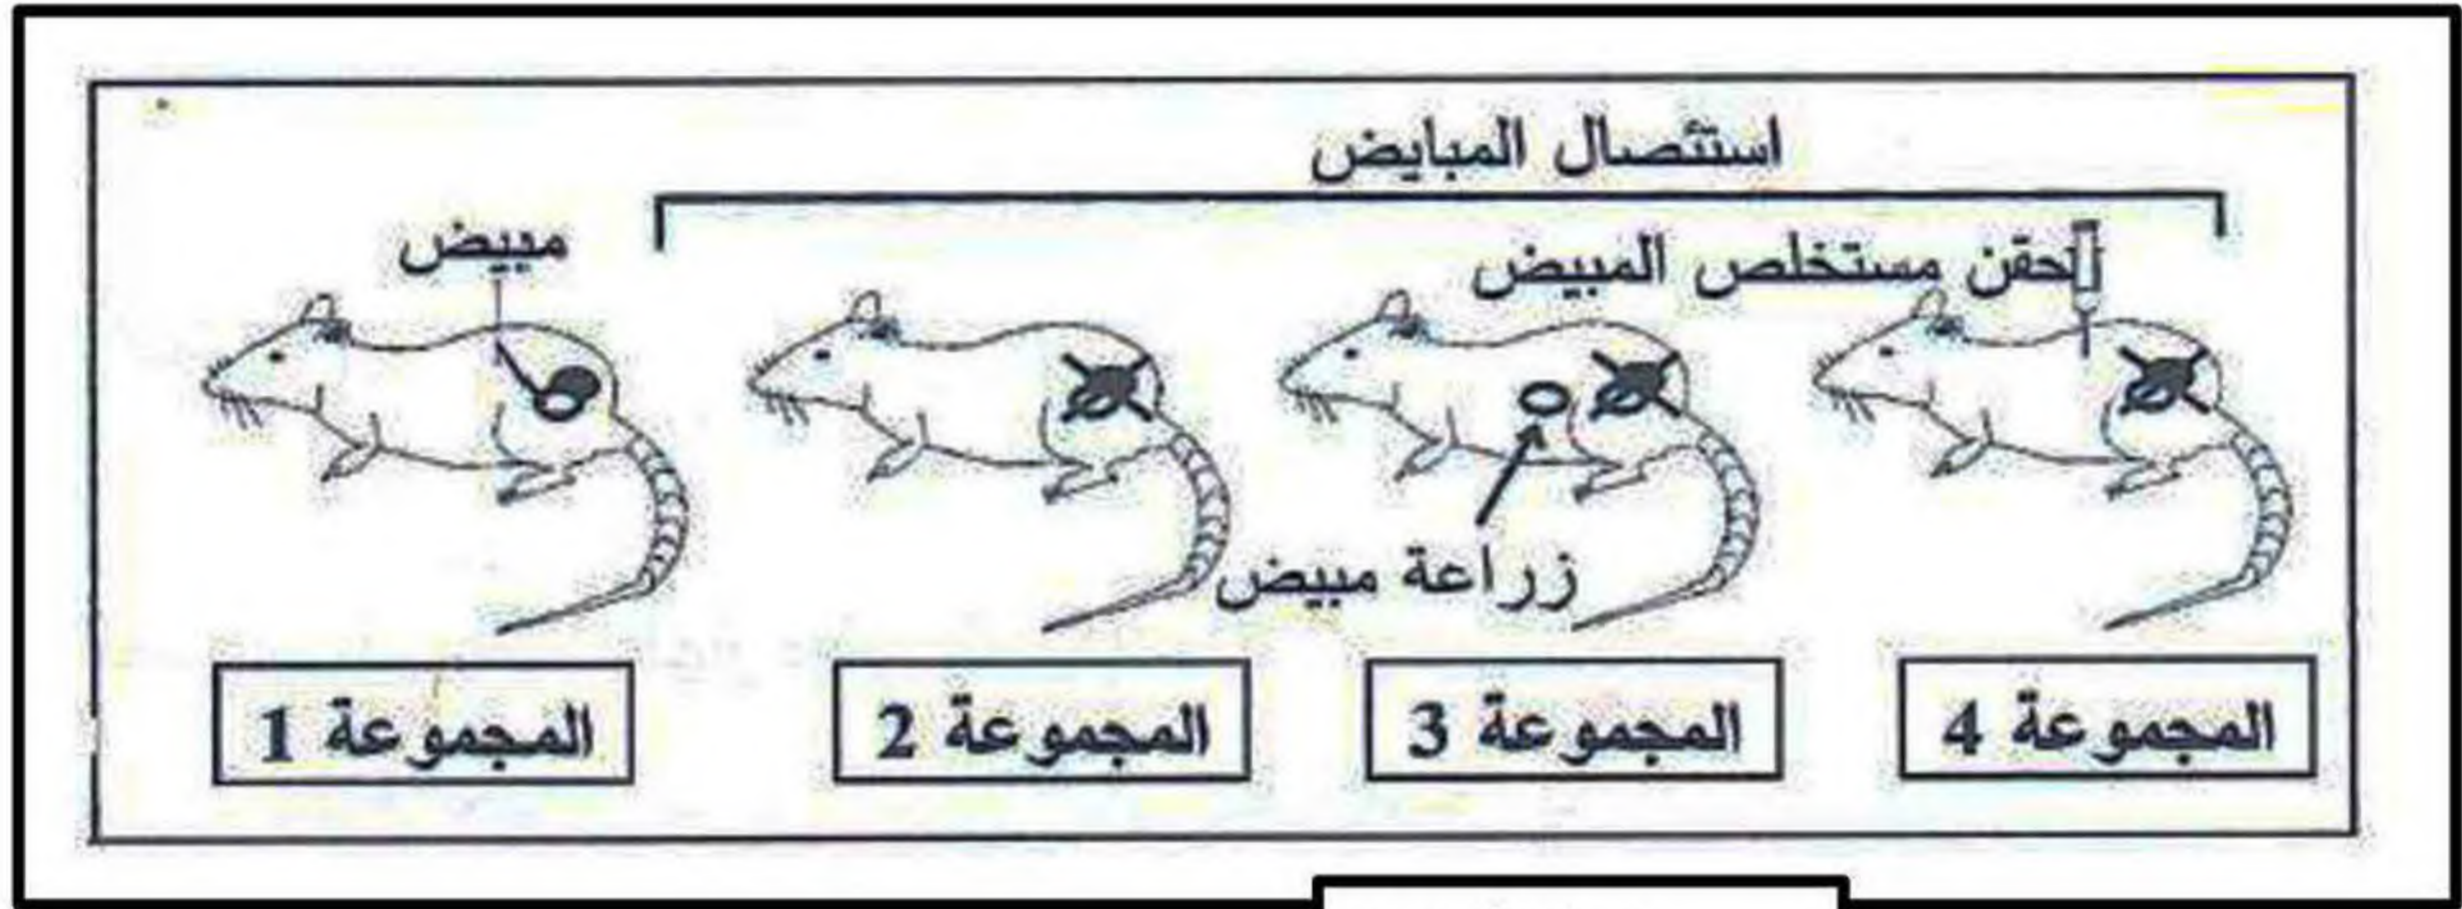 استئصال المبايض
مبيض
حقن مستخلص المبيض
زراعة مبيض
المجموعة 1
المجموعة 2
المجموعة 3
المجموعة 4